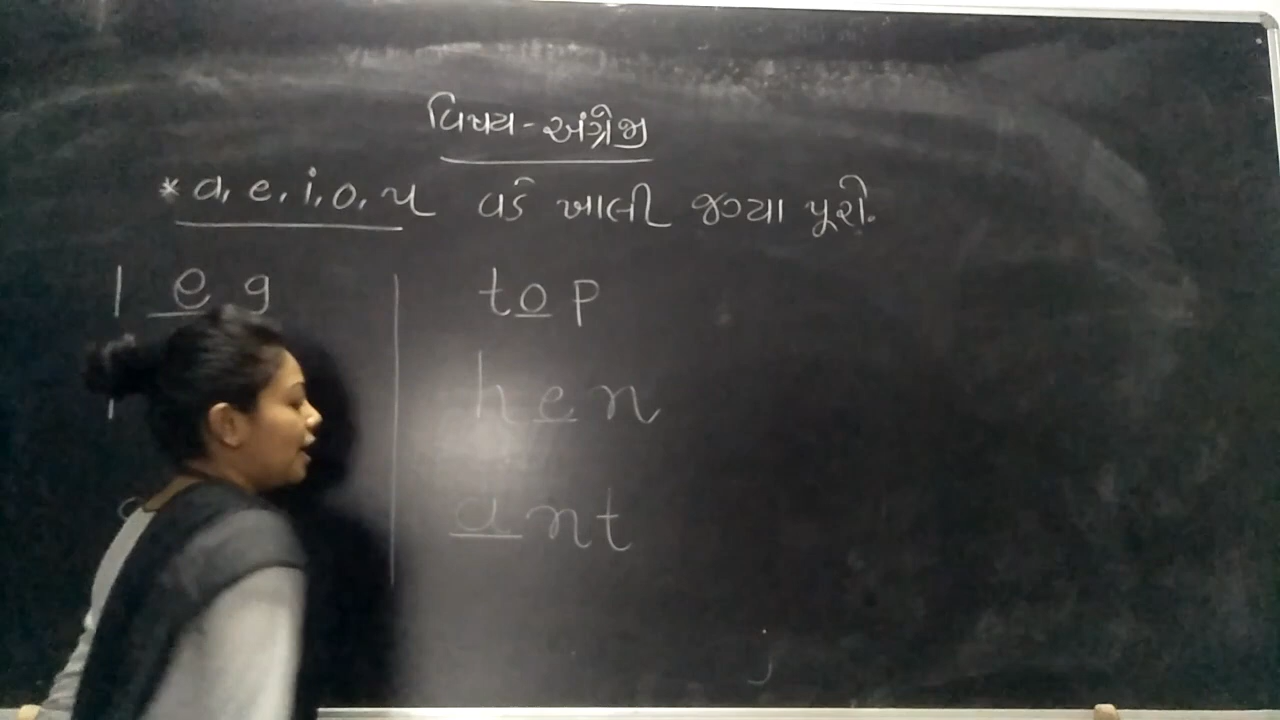 વિષય - અંગ્રેજી
* a, e, i, o, u વડે ખાલી જગ્યા પૂરો.
l e g
t o p
h e n
a n t